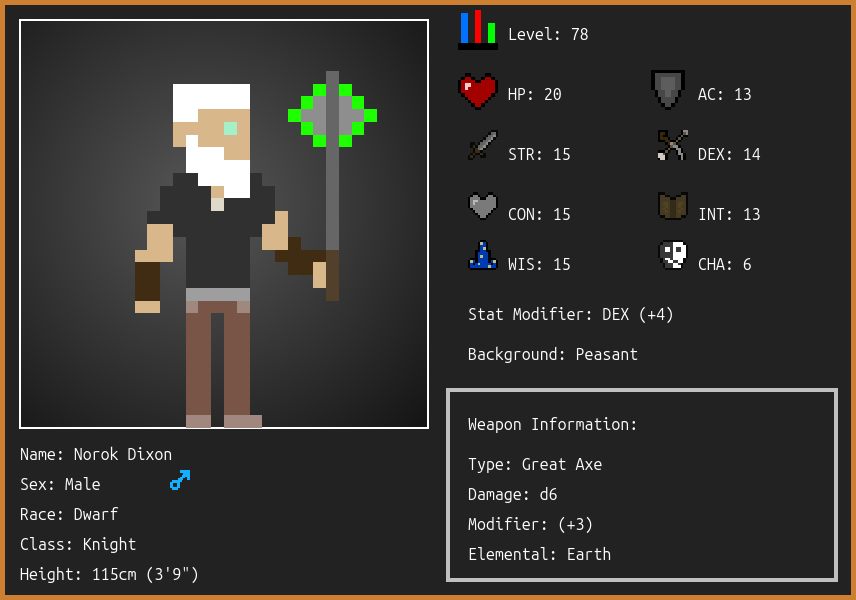 Level: 78
HP: 20
AC: 13
STR: 15
DEX: 14
CON: 15
INT: 13
WIS: 15
CHA: 6
Stat Modifier: DEX (+4)
Background: Peasant
Weapon Information:
Type: Great Axe
Damage: d6
Modifier: (+3)
Elemental: Earth
Name: Norok Dixon
Sex: Male
Race: Dwarf
Class: Knight
Height: 115cm (3'9")